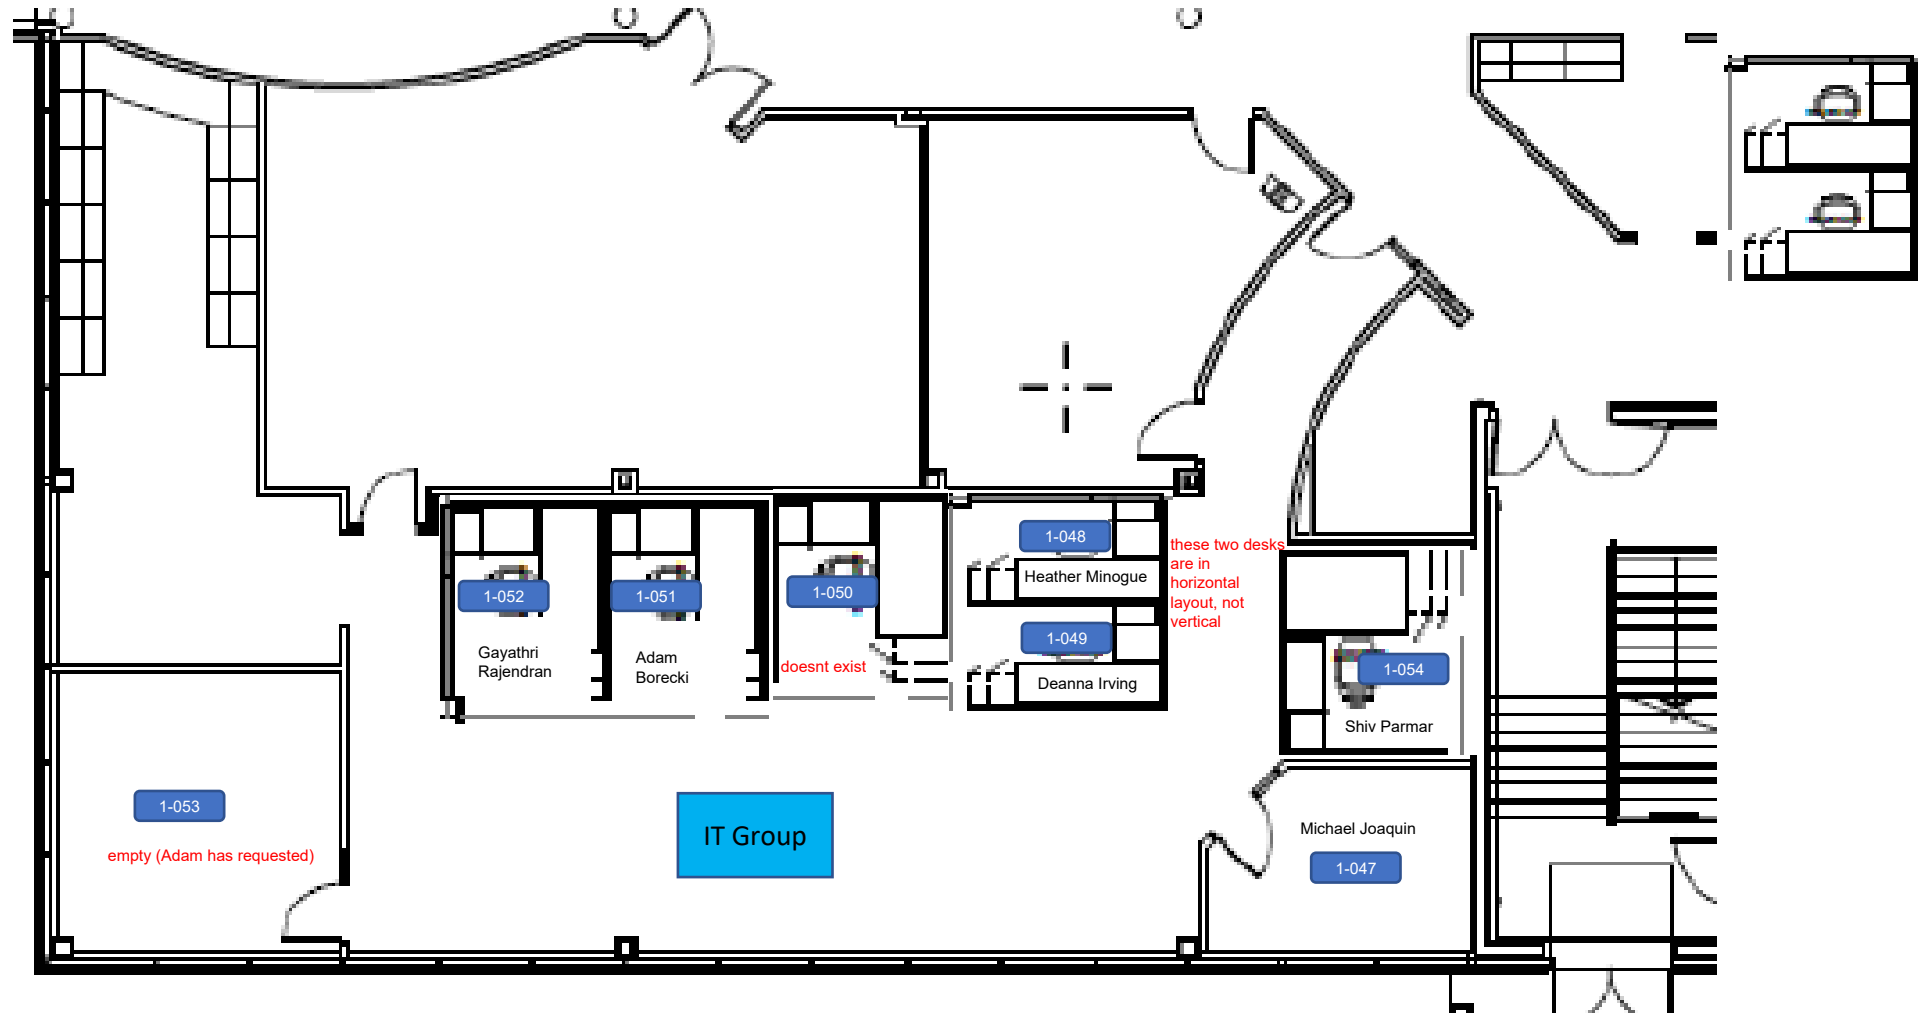 1-048
Heather Minogue
these two desks
are in
horizontal
layout, not
vertical
1-052
1-051
1-050
1-049
Gayathri
Rajendran
Adam
Borecki
doesnt exist
Deanna Irving
1-054
Shiv Parmar
1-053
empty (Adam has requested)
IT Group
Michael Joaquin
1-047